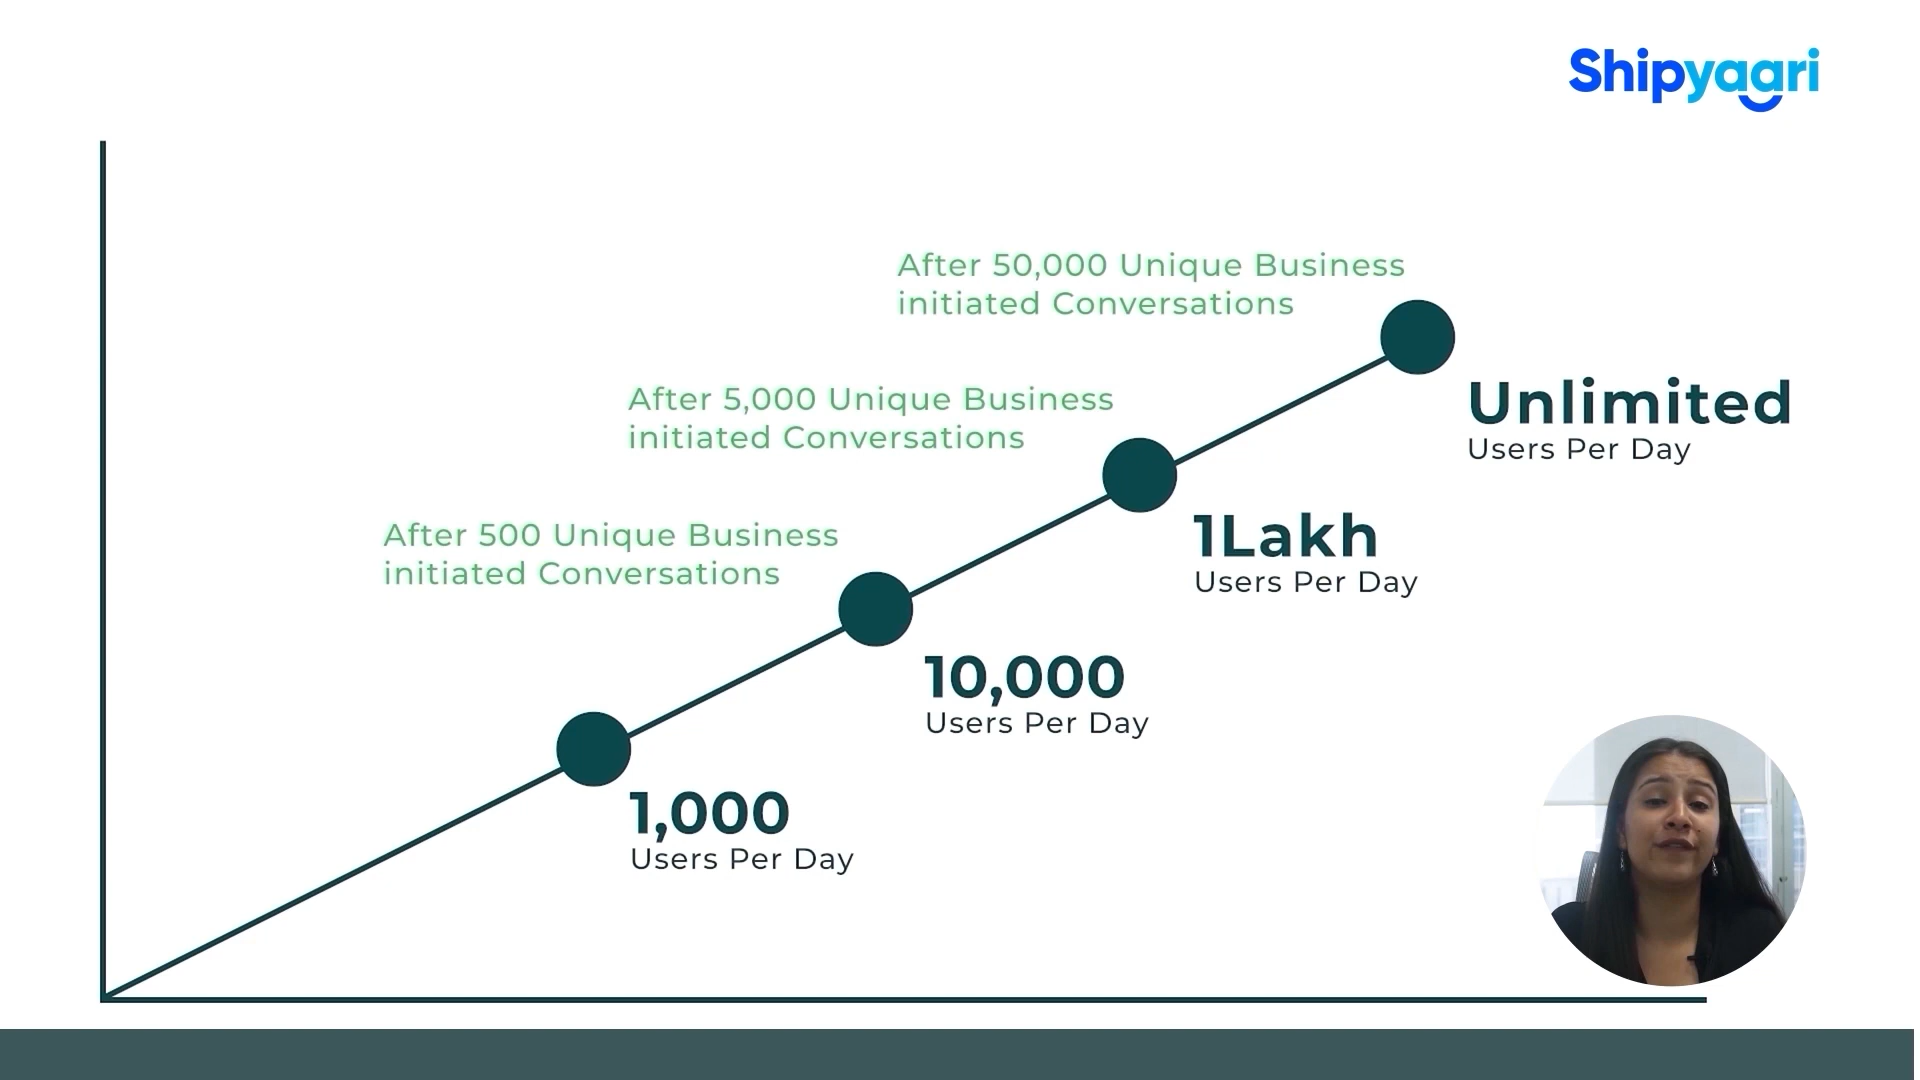 Shipyaari
After 50,000 Unique Business
initiated Conversations
Unlimited
Users Per Day
After 5,000 Unique Business
initiated Conversations
1Lakh
Users Per Day
After 500 Unique Business
initiated Conversations
10,000
Users Per Day
1,000
Users Per Day